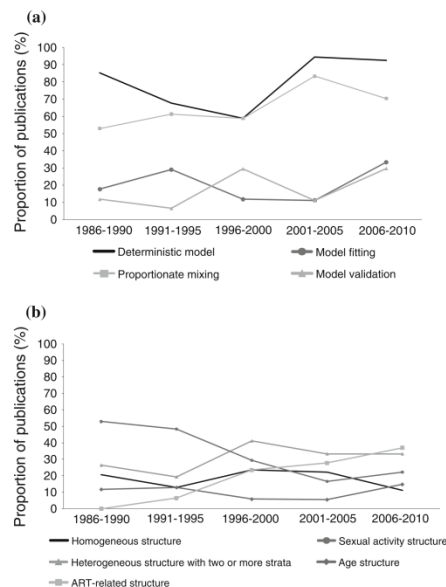 (a)
Proportion of publications (%)
100
90
80
70
60
50
40
30
20
10
0
1986-1990 1991-1995 1996-2000 2001-2005 2006-2010
Deterministic model Model fitting
Proportionate mixing Model validation
(b)
Proportion of publications (%)
100
90
80
70
60
50
40
30
20
10
0
1986-1990 1991-1995 1996-2000 2001-2005 2006-2010
Homogeneous structure Sexual activity structure
Heterogeneous structure with two or more strata Age structure
ART-related structure